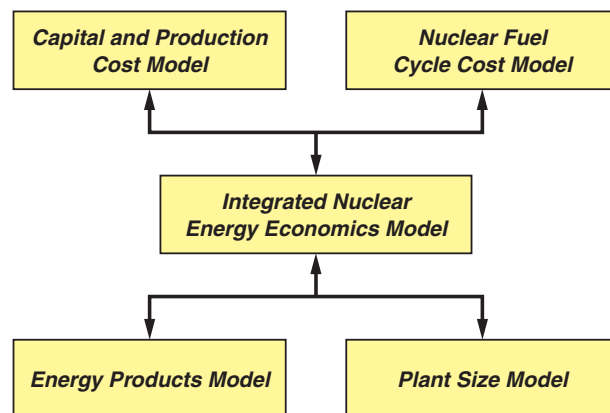 Capital and Production
Cost Model
Nuclear Fuel
Cycle Cost Model
Integrated Nuclear
Energy Economics Model
Energy Products Model
Plant Size Model